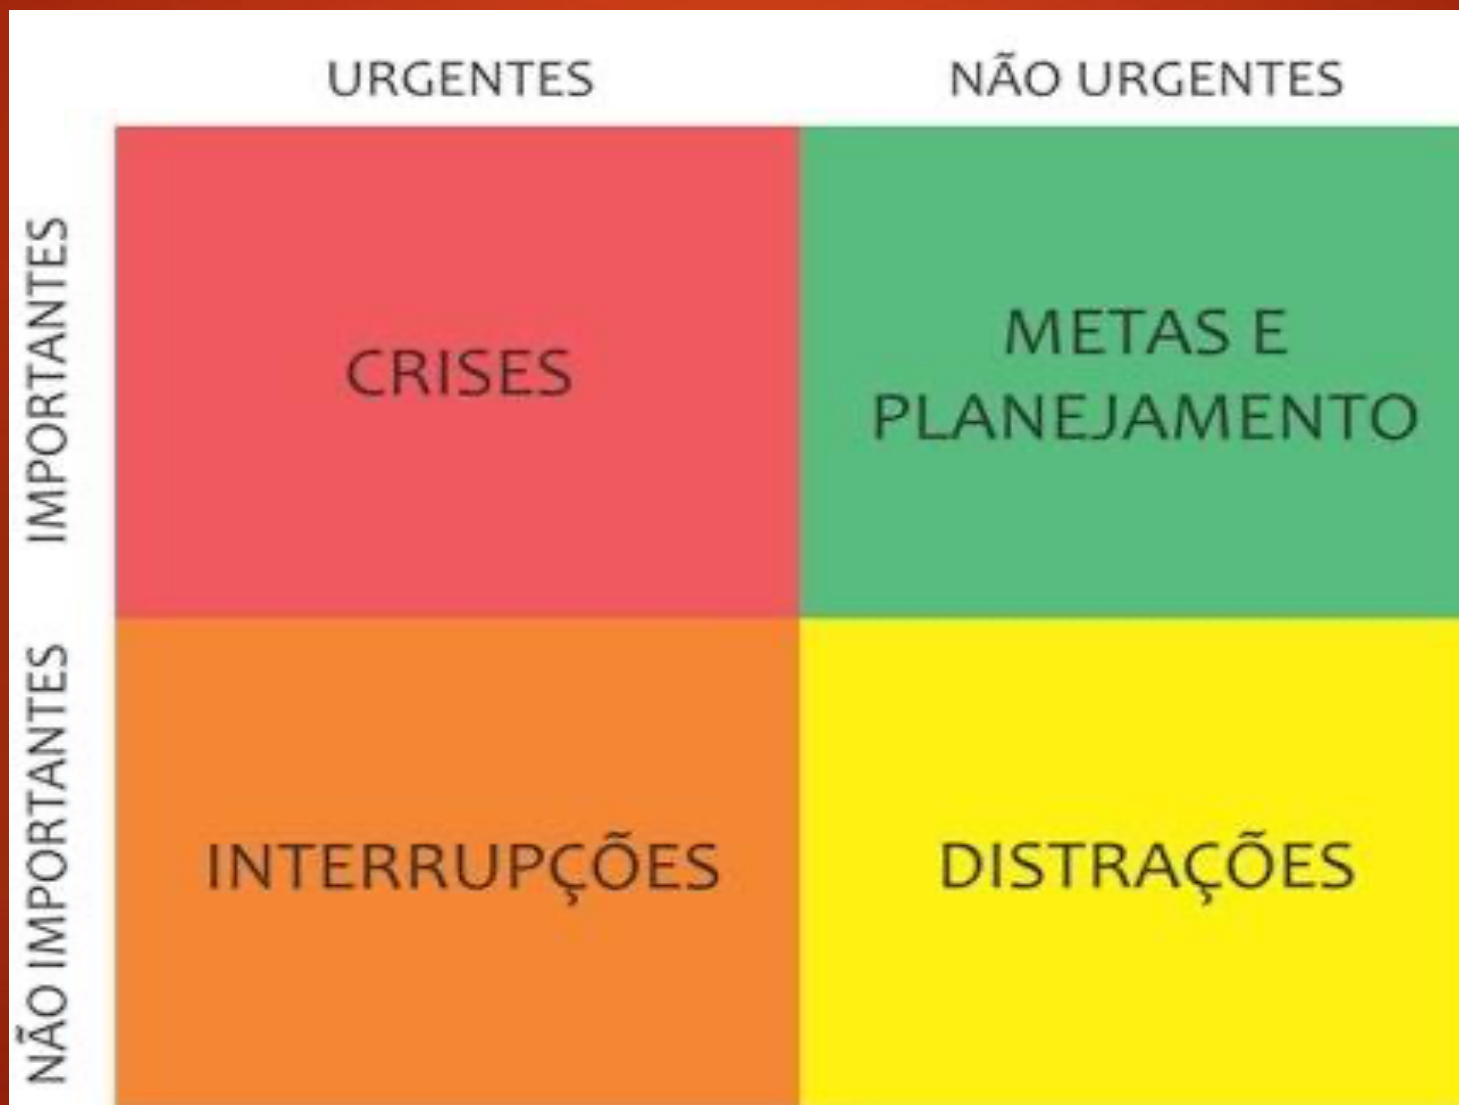 URGENTES
NÃO URGENTES
IMPORTANTES
CRISES
METAS E
PLANEJAMENTO
NÃO IMPORTANTES
INTERRUPÇÕES
DISTRAÇÕES